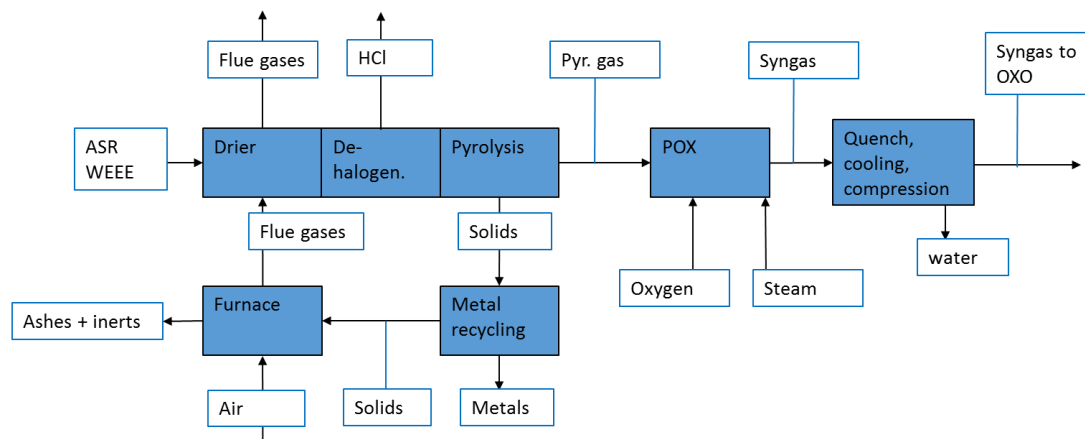 Flue gases
HCl
Pyr. gas
Syngas
Syngas to
OXO
ASR
WEEE
Drier
De-
halogen.
Pyrolysis
POX
Quench,
cooling,
compression
Flue gases
Solids
water
Oxygen
Steam
Ashes + inerts
Furnace
Metal
recycling
Air
Solids
Metals